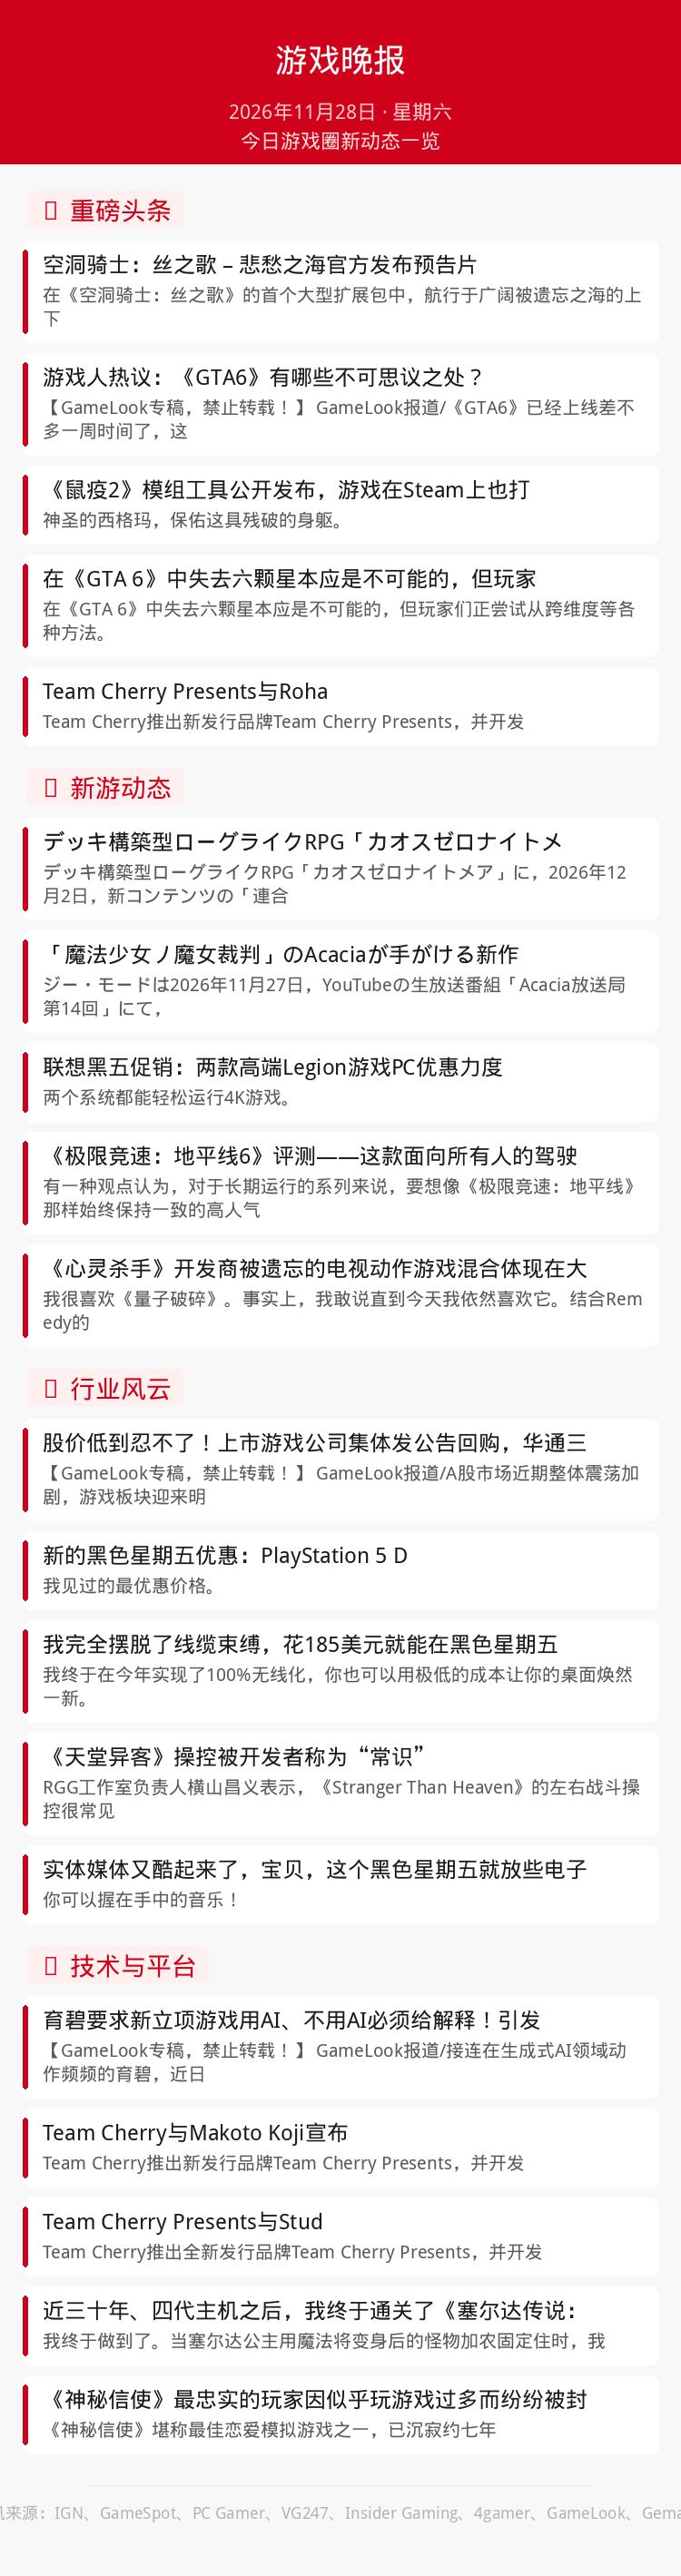 游戏晚报
2026年11月28日 · 星期六
今日游戏圈新动态一览
重磅头条
空洞骑士：丝之歌 – 悲愁之海官方发布预告片
在《空洞骑士：丝之歌》的首个大型扩展包中，航行于广阔被遗忘之海的上
下
游戏人热议：《GTA6》有哪些不可思议之处？
【GameLook专稿，禁止转载！】GameLook报道/《GTA6》已经上线差不
多一周时间了，这
《鼠疫2》模组工具公开发布，游戏在Steam上也打
神圣的西格玛，保佑这具残破的身躯。
在《GTA 6》中失去六颗星本应是不可能的，但玩家
在《GTA 6》中失去六颗星本应是不可能的，但玩家们正尝试从跨维度等各
种方法。
Team Cherry Presents与Roha
Team Cherry推出新发行品牌Team Cherry Presents，并开发
新游动态
デッキ構築型ローグライクRPG「カオスゼロナイトメ
デッキ構築型ローグライクRPG「カオスゼロナイトメア」に，2026年12
月2日，新コンテンツの「連合
「魔法少女ノ魔女裁判」のAcaciaが手がける新作
ジー・モードは2026年11月27日，YouTubeの生放送番組「Acacia放送局
第14回」にて，
联想黑五促销：两款高端Legion游戏PC优惠力度
两个系统都能轻松运行4K游戏。
《极限竞速：地平线6》评测——这款面向所有人的驾驶
有一种观点认为，对于长期运行的系列来说，要想像《极限竞速：地平线》
那样始终保持一致的高人气
《心灵杀手》开发商被遗忘的电视动作游戏混合体现在大
我很喜欢《量子破碎》。事实上，我敢说直到今天我依然喜欢它。结合Rem
edy的
行业风云
股价低到忍不了！上市游戏公司集体发公告回购，华通三
【GameLook专稿，禁止转载！】GameLook报道/A股市场近期整体震荡加
剧，游戏板块迎来明
新的黑色星期五优惠：PlayStation 5 D
我见过的最优惠价格。
我完全摆脱了线缆束缚，花185美元就能在黑色星期五
我终于在今年实现了100%无线化，你也可以用极低的成本让你的桌面焕然
一新。
《天堂异客》操控被开发者称为“常识”
RGG工作室负责人横山昌义表示，《Stranger Than Heaven》的左右战斗操
控很常见
实体媒体又酷起来了，宝贝，这个黑色星期五就放些电子
你可以握在手中的音乐！
技术与平台
育碧要求新立项游戏用AI、不用AI必须给解释！引发
【GameLook专稿，禁止转载！】GameLook报道/接连在生成式AI领域动
作频频的育碧，近日
Team Cherry与Makoto Koji宣布
Team Cherry推出新发行品牌Team Cherry Presents，并开发
Team Cherry Presents与Stud
Team Cherry推出全新发行品牌Team Cherry Presents，并开发
近三十年、四代主机之后，我终于通关了《塞尔达传说：
我终于做到了。当塞尔达公主用魔法将变身后的怪物加农固定住时，我
《神秘信使》最忠实的玩家因似乎玩游戏过多而纷纷被封
《神秘信使》堪称最佳恋爱模拟游戏之一，已沉寂约七年
来源：IGN、GameSpot、PC Gamer、VG247、Insider Gaming、4gamer、GameLook、Gema